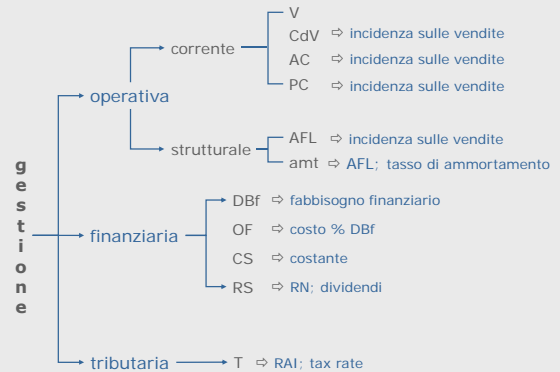 gestione
operativa
corrente
V
CdV ⇨ incidenza sulle vendite
AC ⇨ incidenza sulle vendite
PC ⇨ incidenza sulle vendite
strutturale
AFL ⇨ incidenza sulle vendite
amt ⇨ AFL; tasso di ammortamento
finanziaria
DBf ⇨ fabbisogno finanziario
OF ⇨ costo % DBf
CS ⇨ costante
RS ⇨ RN; dividendi
tributaria
T ⇨ RAI; tax rate